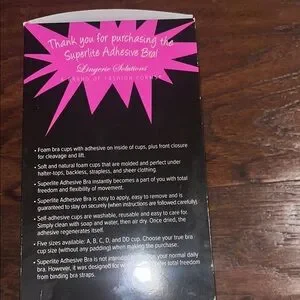 Thank you for purchasing the
Superlite Adhesive Bra!
Lingerie Solutions
A BRAND OF FASHION FORMS
• Foam bra cups with adhesive on inside of cups, plus front closure
for cleavage and lift.
• Soft and natural foam cups that are molded and perfect under
halter-tops, backless, strapless, and sheer clothing.
• Superlite Adhesive Bra instantly becomes a part of you with total
freedom and flexibility of movement.
• Superlite Adhesive Bra is easy to apply, easy to remove and is
guaranteed to stay on securely (when instructions are followed carefully).
• Self-adhesive cups are washable, reusable and easy to care for
Simply clean with soap and water, then air dry. Once dried, the
adhesive regenerates itself.
• Five sizes available: A, B, C, D, and DD cup. Choose your true bra
cup size (without any padding) when making the purchase.
• Superlite Adhesive Bra is not your normal daily
bra. However, it was designed for total freedom
from binding bra straps.